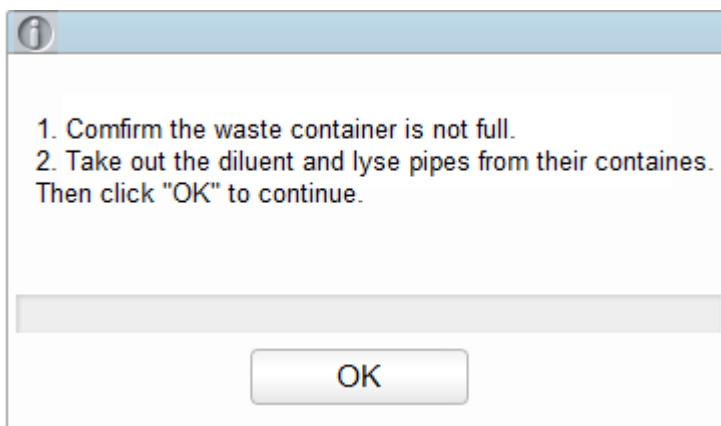 1. Comfirm the waste container is not full.
2. Take out the diluent and lyse pipes from their containes.
Then click "OK" to continue.
OK